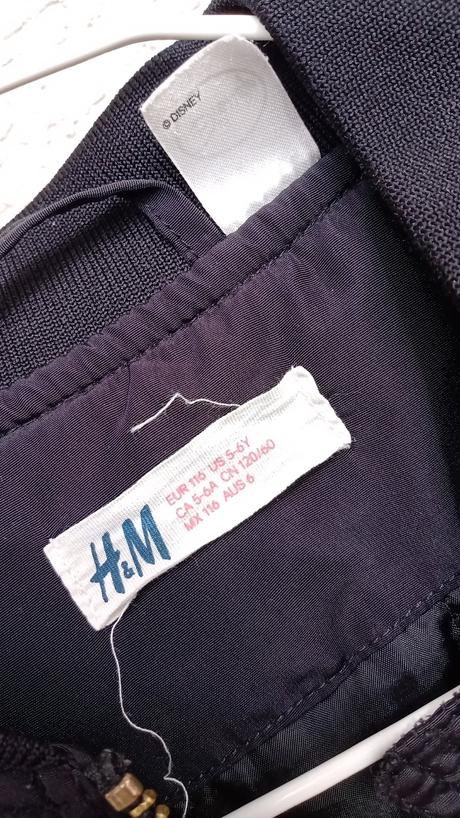 © DISNEY
H&M
EUR 116 US 5-6Y
CA 5-6A CN 120/60
MX 116 AUS 6